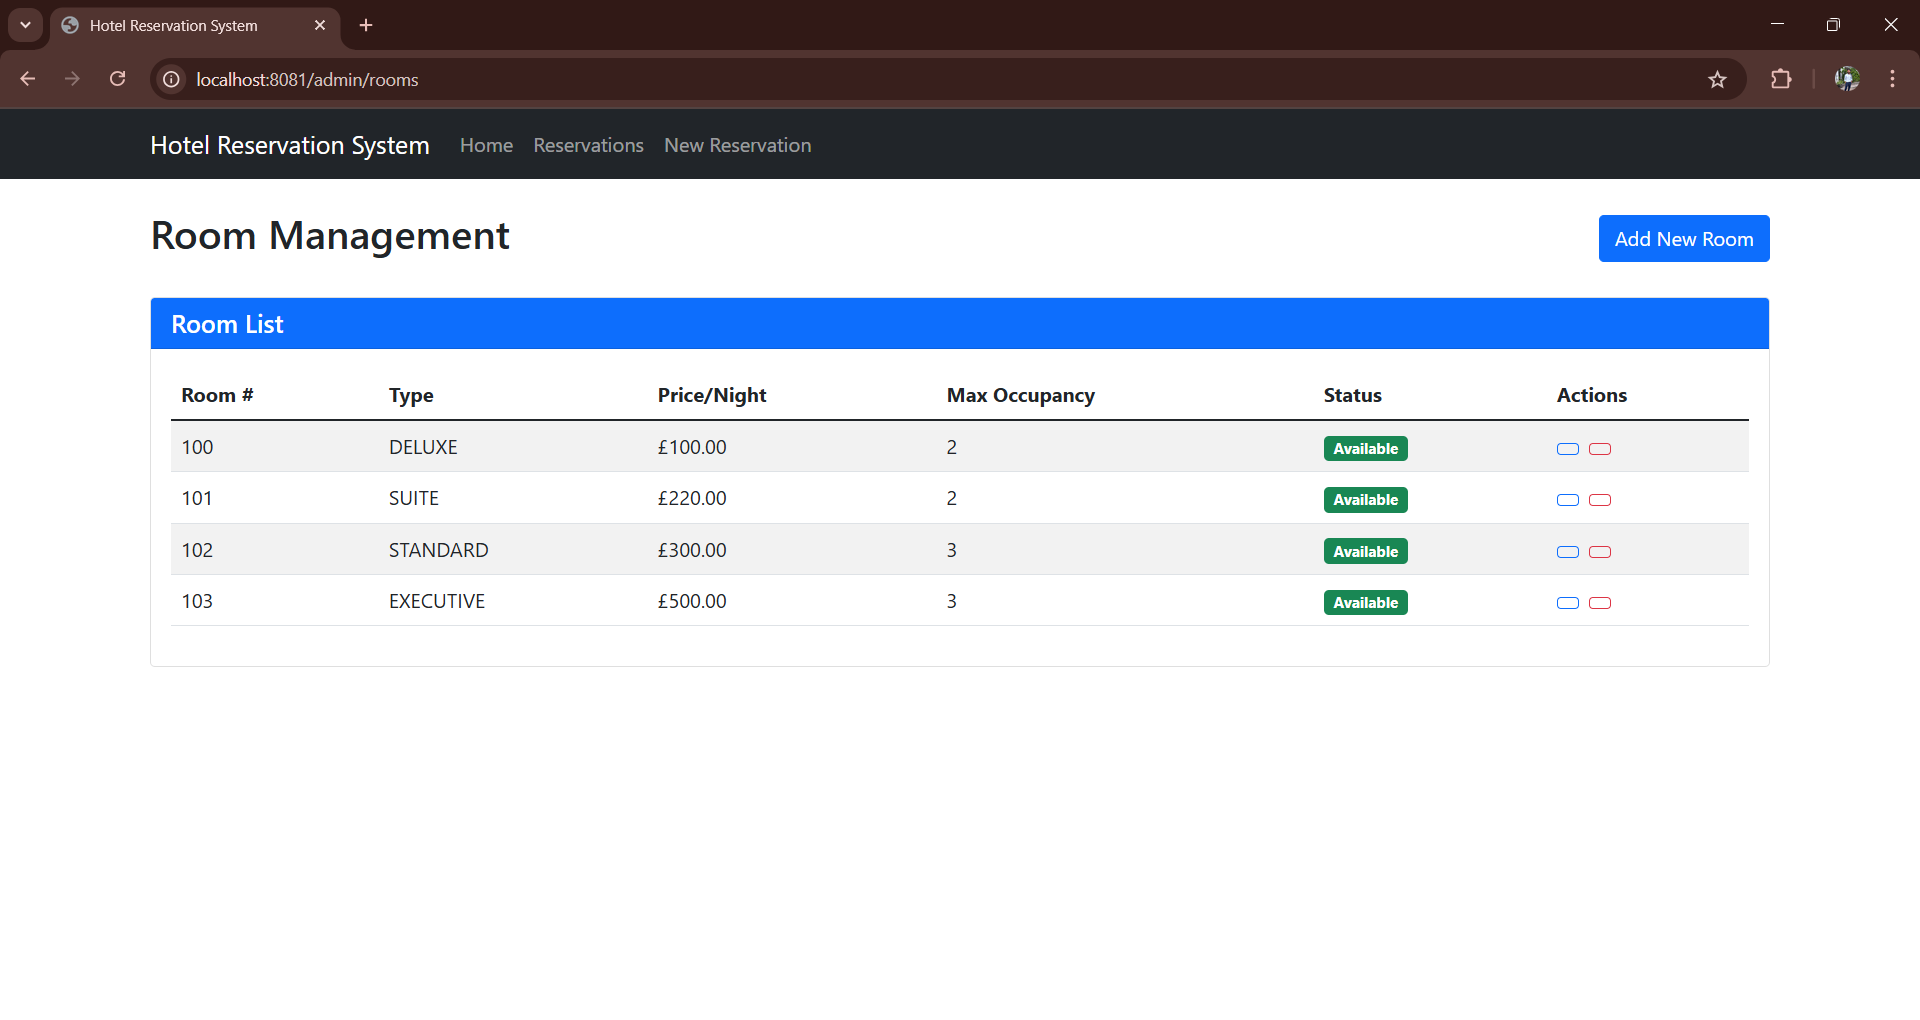 Hotel Reservation System
localhost:8081/admin/rooms
Hotel Reservation System Home Reservations New Reservation
Room Management Add New Room
Room List
Room # Type Price/Night Max Occupancy Status Actions
100 DELUXE £100.00 2 Available
101 SUITE £220.00 2 Available
102 STANDARD £300.00 3 Available
103 EXECUTIVE £500.00 3 Available